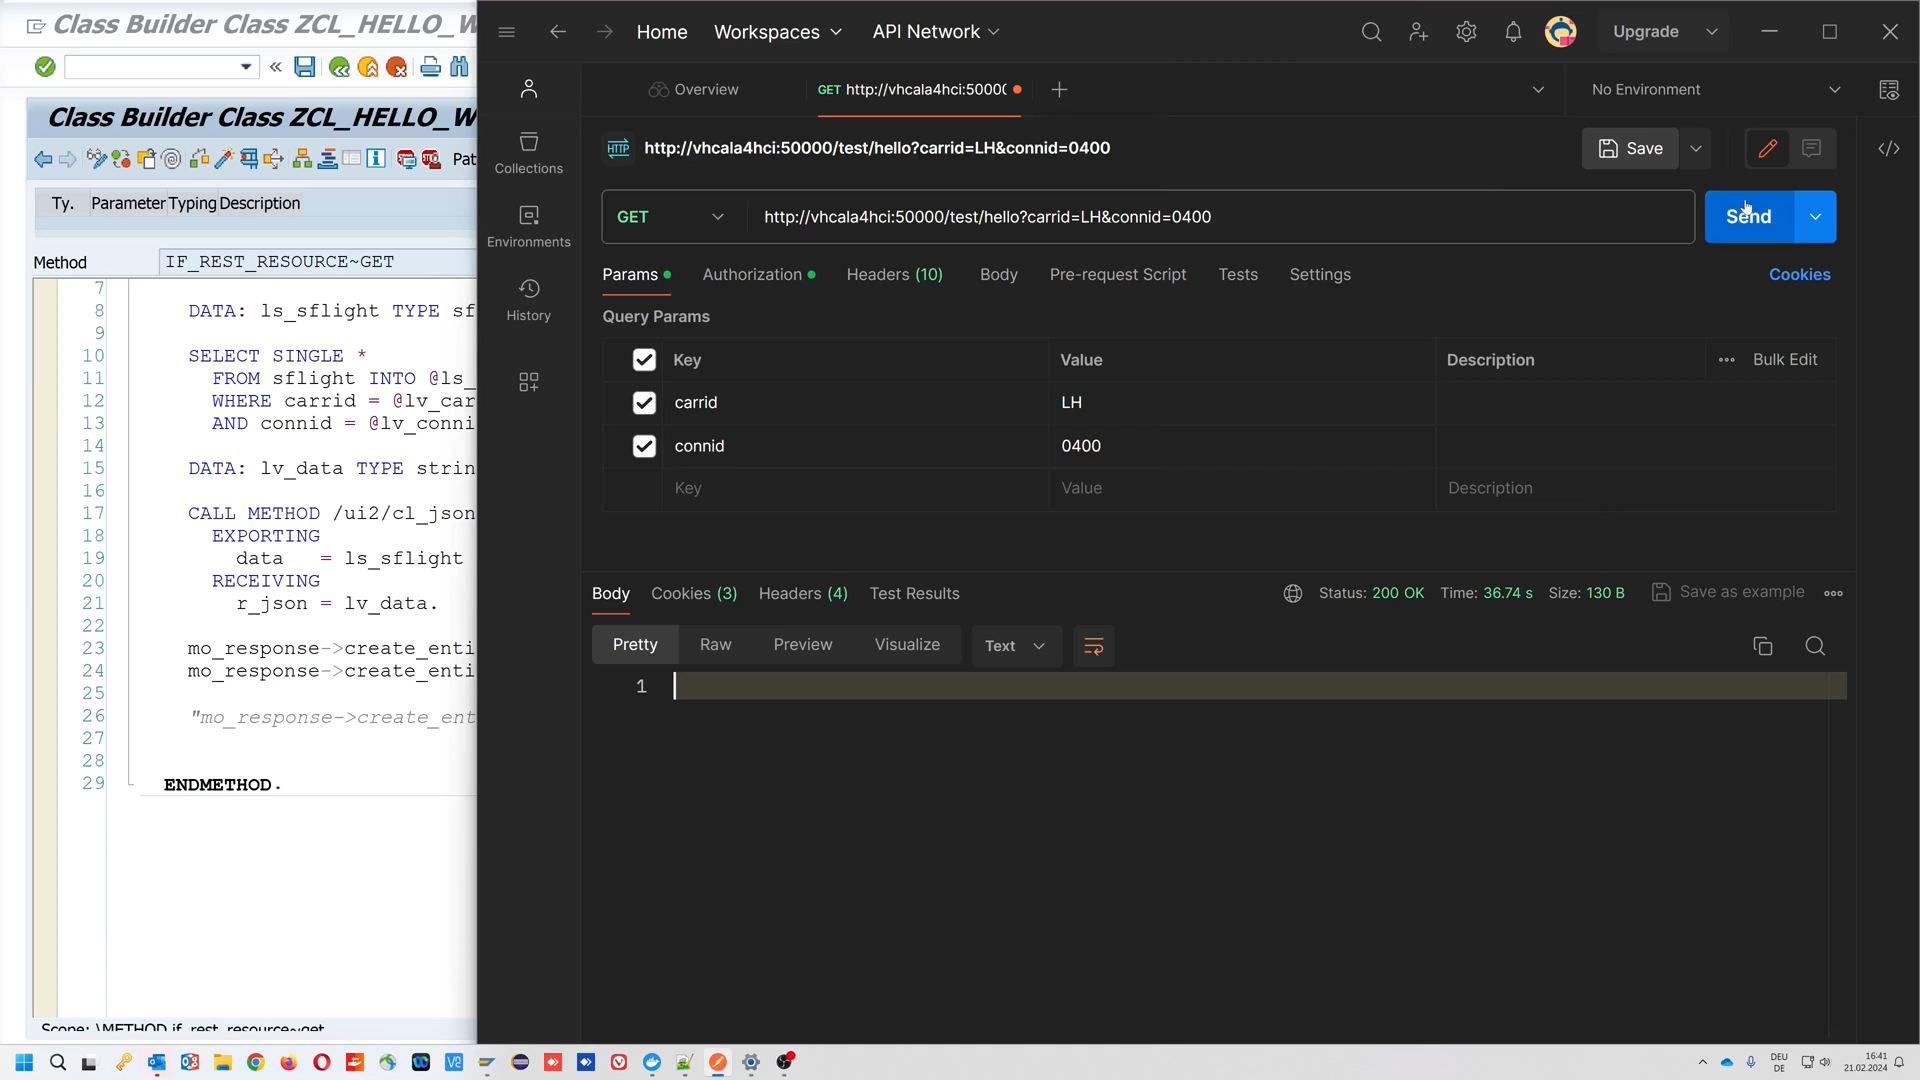 Class Builder Class ZCL_HELLO_W
Class Builder Class ZCL_HELLO_W
Pat
Ty. Parameter Typing Description
Method IF_REST_RESOURCE~GET
7
8 DATA: ls_sflight TYPE sf
9
10 SELECT SINGLE *
11 FROM sflight INTO @ls_
12 WHERE carrid = @lv_car
13 AND connid = @lv_conni
14
15 DATA: lv_data TYPE strin
16
17 CALL METHOD /ui2/cl_json
18 EXPORTING
19 data = ls_sflight
20 RECEIVING
21 r_json = lv_data.
22
23 mo_response->create_enti
24 mo_response->create_enti
25
26 "mo_response->create_ent
27
28
29 ENDMETHOD.
Scope: \METHOD if_rest_resource~get
Home Workspaces API Network Upgrade
Overview GET http://vhcala4hci:5000( No Environment
HTTP http://vhcala4hci:50000/test/hello?carrid=LH&connid=0400 Save
GET http://vhcala4hci:50000/test/hello?carrid=LH&connid=0400 Send
Collections
Environments
History
Params Authorization Headers (10) Body Pre-request Script Tests Settings Cookies
Query Params
Key Value Description Bulk Edit
carrid LH
connid 0400
Key Value Description
Body Cookies (3) Headers (4) Test Results Status: 200 OK Time: 36.74 s Size: 130 B Save as example
Pretty Raw Preview Visualize Text
1
DEU
DE
16:41
21.02.2024